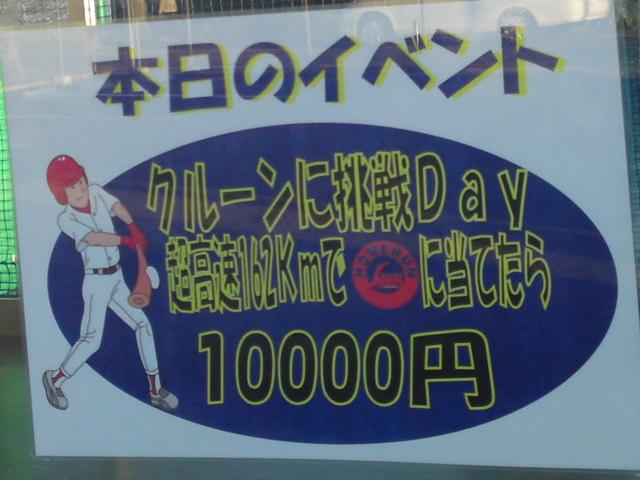 本日のイベント
クルーンに挑戦Day
超高速162Kmで HOMERUN に当てたら
10000円